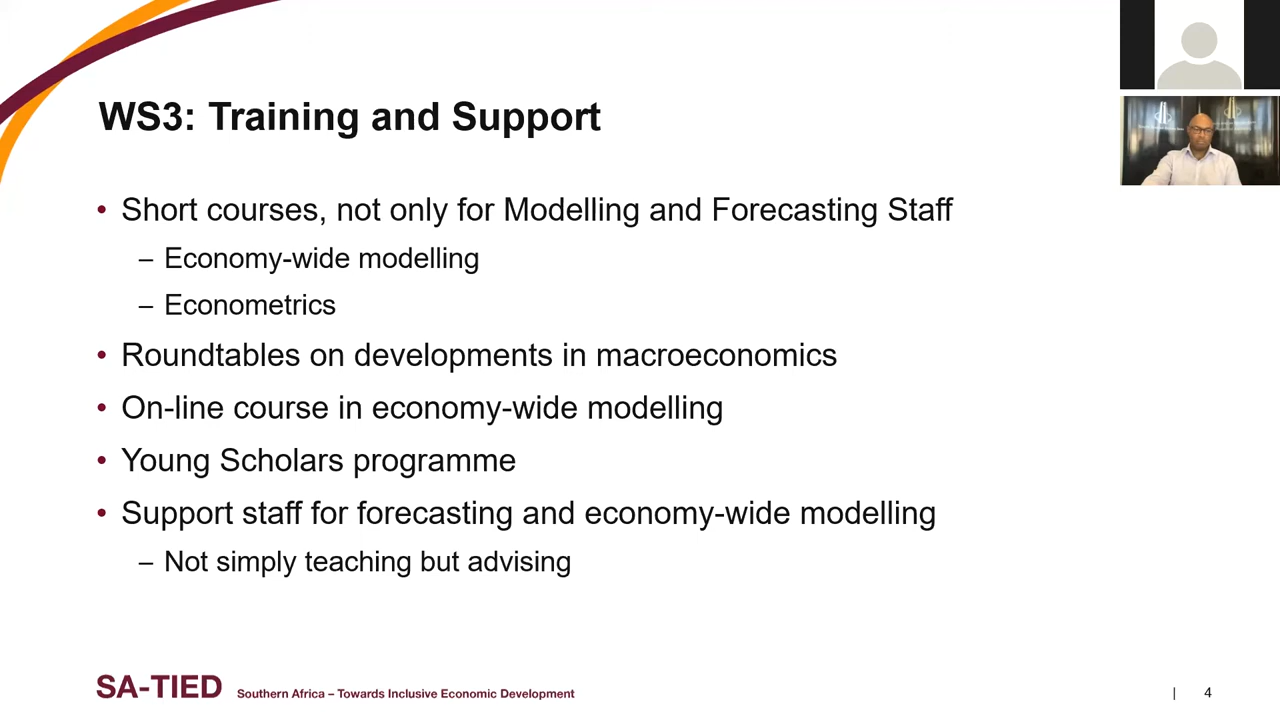 WS3: Training and Support
• Short courses, not only for Modelling and Forecasting Staff
– Economy-wide modelling
– Econometrics
• Roundtables on developments in macroeconomics
• On-line course in economy-wide modelling
• Young Scholars programme
• Support staff for forecasting and economy-wide modelling
– Not simply teaching but advising
SA-TIED Southern Africa – Towards Inclusive Economic Development
| 4